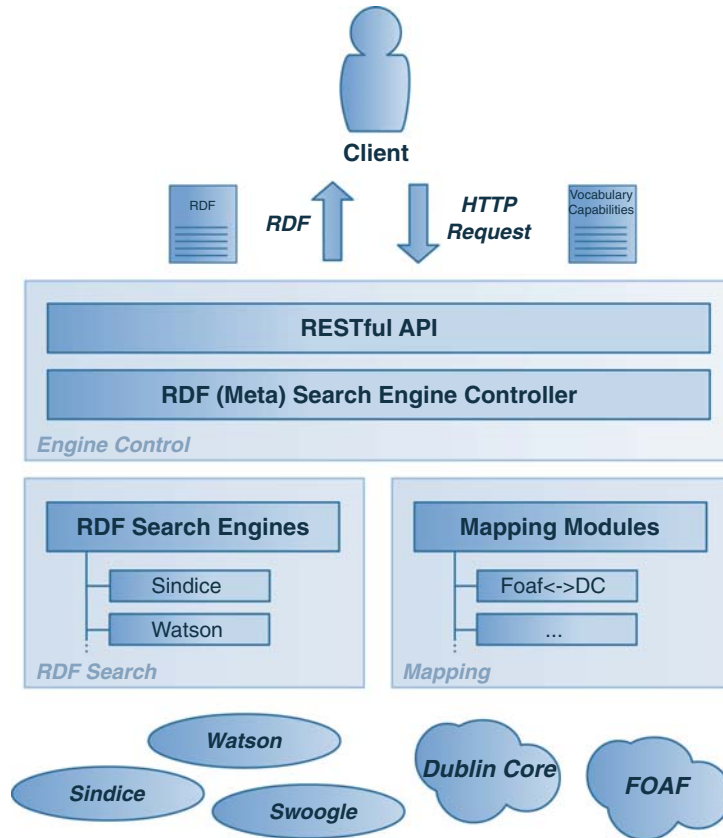 Client
RDF
RDF
HTTP
Request
Vocabulary
Capabilities
RESTful API
RDF (Meta) Search Engine Controller
Engine Control
RDF Search Engines
Sindice
Watson
RDF Search
Mapping Modules
Foaf<->DC
...
Mapping
Watson
Sindice
Swoogle
Dublin Core
FOAF